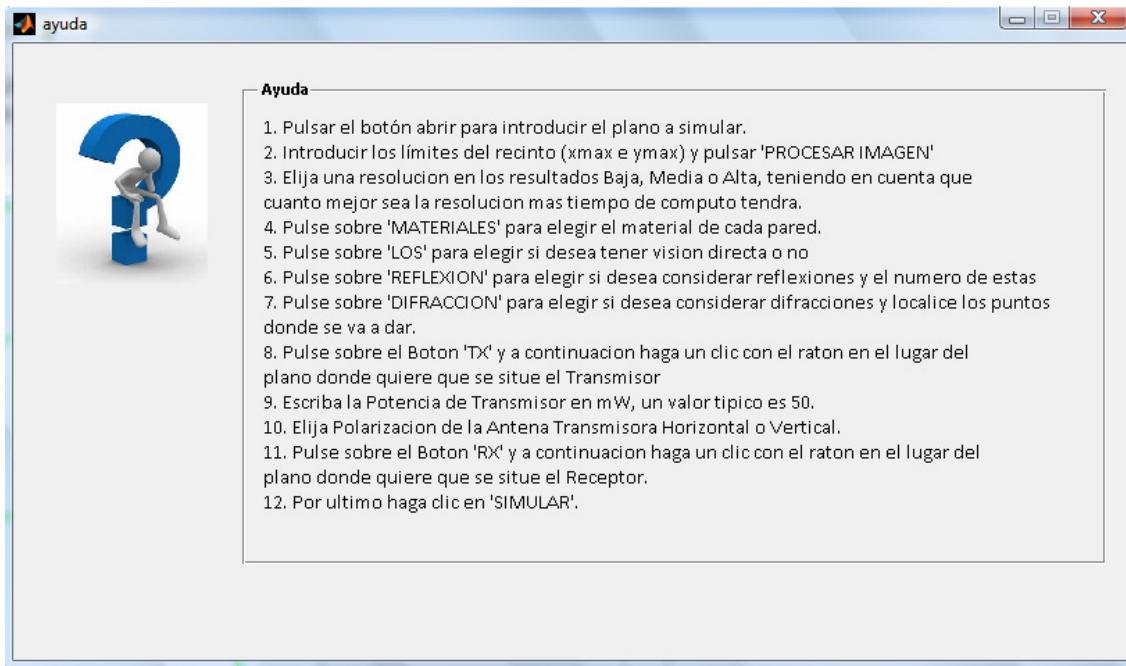 ayuda
Ayuda
1. Pulsar el botón abrir para introducir el plano a simular.
2. Introducir los límites del recinto (xmax e ymax) y pulsar 'PROCESAR IMAGEN'
3. Elija una resolucion en los resultados Baja, Media o Alta, teniendo en cuenta que
cuanto mejor sea la resolucion mas tiempo de computo tendra.
4. Pulse sobre 'MATERIALES' para elegir el material de cada pared.
5. Pulse sobre 'LOS' para elegir si desea tener vision directa o no
6. Pulse sobre 'REFLEXION' para elegir si desea considerar reflexiones y el numero de estas
7. Pulse sobre 'DIFRACCION' para elegir si desea considerar difracciones y localice los puntos
donde se va a dar.
8. Pulse sobre el Boton 'TX' y a continuacion haga un clic con el raton en el lugar del
plano donde quiere que se situe el Transmisor
9. Escriba la Potencia de Transmisor en mW, un valor tipico es 50.
10. Elija Polarizacion de la Antena Transmisora Horizontal o Vertical.
11. Pulse sobre el Boton 'RX' y a continuacion haga un clic con el raton en el lugar del
plano donde quiere que se situe el Receptor.
12. Por ultimo haga clic en 'SIMULAR'.